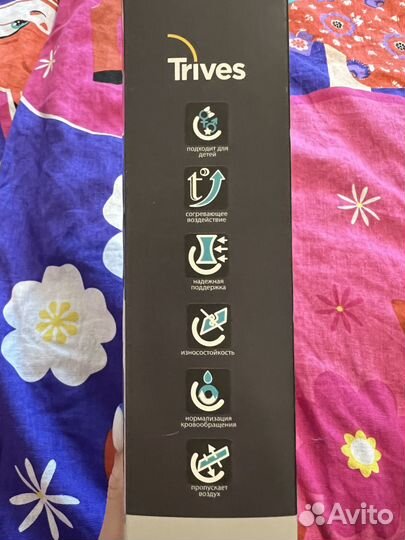 Trives
подходит для
детей
t°
согревающее
воздействие
надежная
поддержка
износостойкость
нормализация
кровообращения
пропускает
воздух
Avito